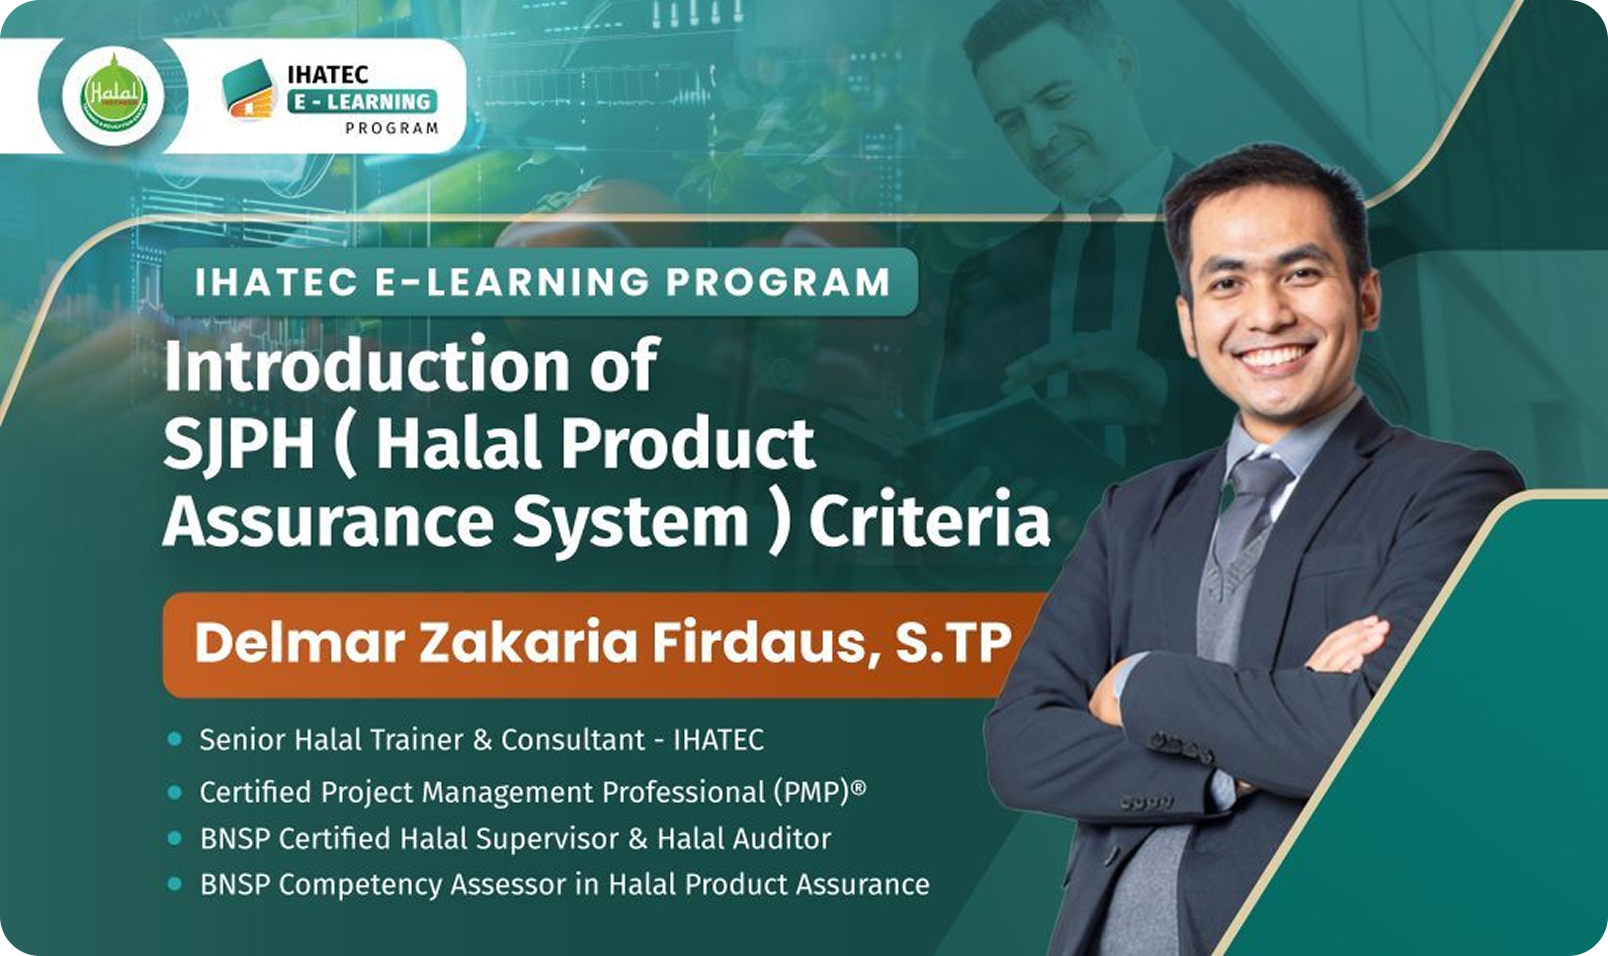 Halal
INDONESIA
IHATEC
E - LEARNING
PROGRAM
IHATEC E-LEARNING PROGRAM
Introduction of
SJPH ( Halal Product
Assurance System ) Criteria
Delmar Zakaria Firdaus, S.TP
Senior Halal Trainer & Consultant - IHATEC
Certified Project Management Professional (PMP)®
BNSP Certified Halal Supervisor & Halal Auditor
BNSP Competency Assessor in Halal Product Assurance